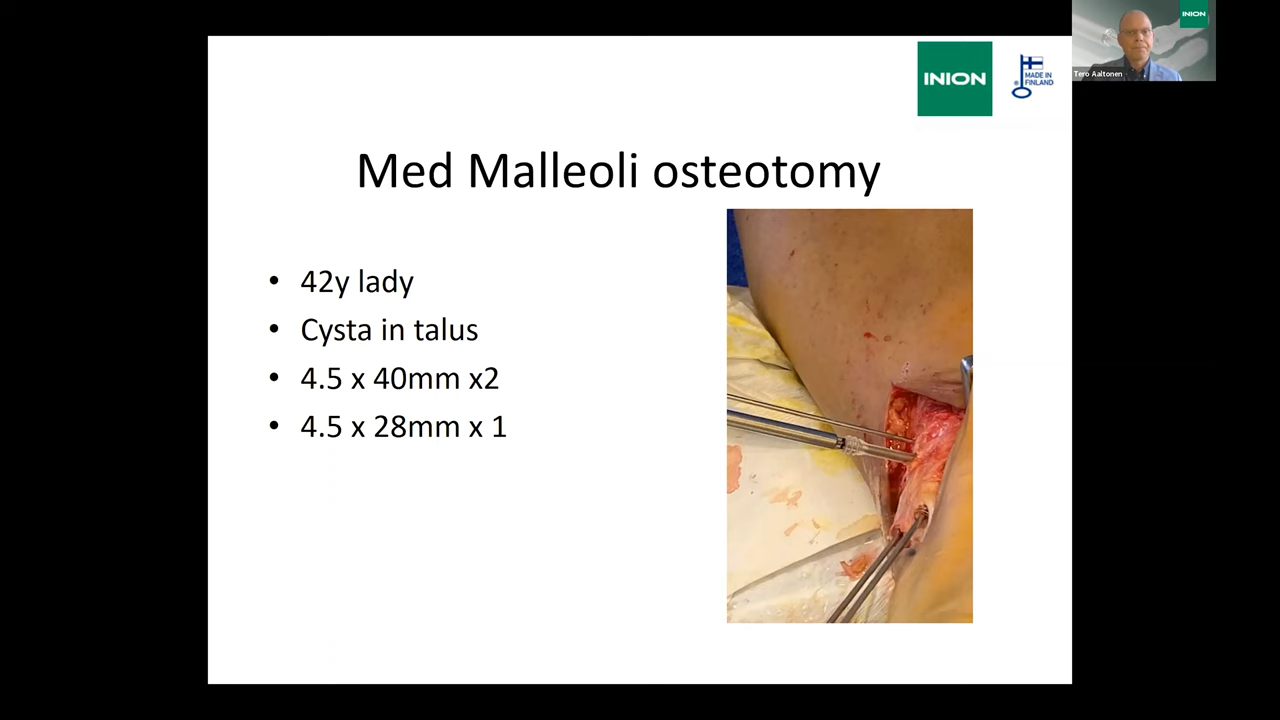 INION
MADE IN
FINLAND
INION
Tero Aaltonen
Med Malleoli osteotomy
• 42y lady
• Cysta in talus
• 4.5 x 40mm x2
• 4.5 x 28mm x 1